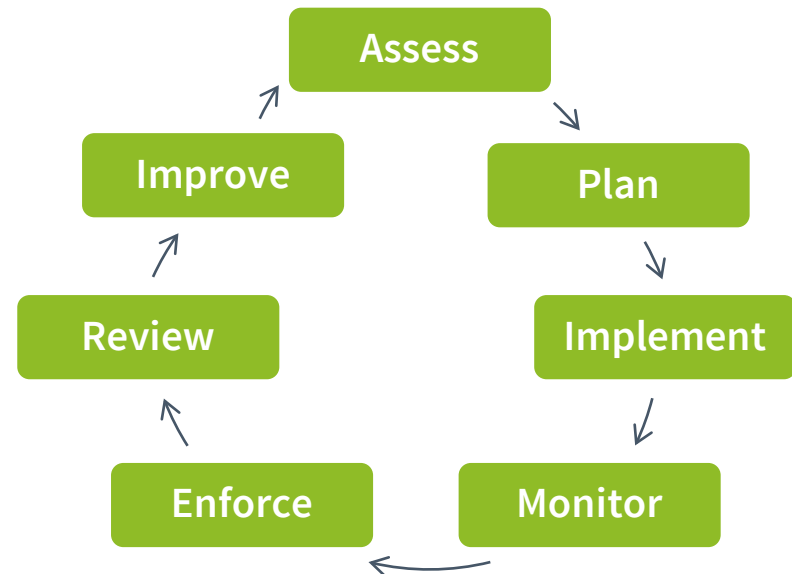 Assess
Plan
Implement
Monitor
Enforce
Review
Improve